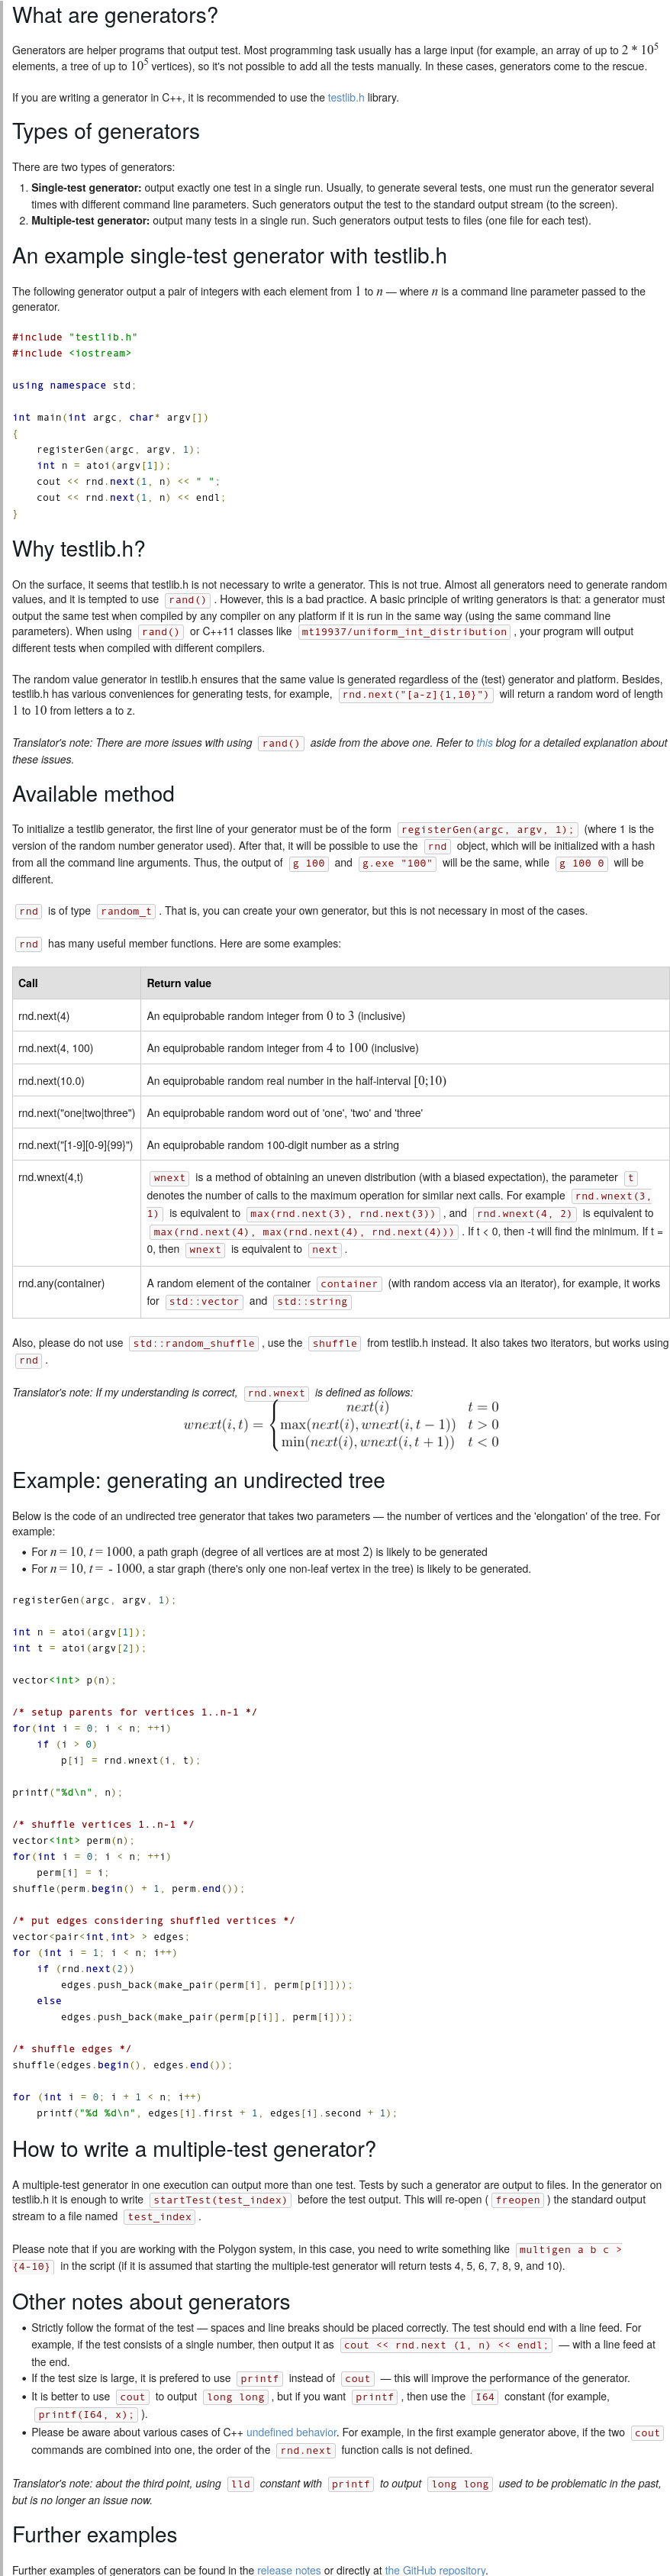 What are generators?
Generators are helper programs that output test. Most programming task usually has a large input (for example, an array of up to 2 * 10^5
elements, a tree of up to 10^5 vertices), so it's not possible to add all the tests manually. In these cases, generators come to the rescue.
If you are writing a generator in C++, it is recommended to use the testlib.h library.
Types of generators
There are two types of generators:
1. Single-test generator: output exactly one test in a single run. Usually, to generate several tests, one must run the generator several
times with different command line parameters. Such generators output the test to the standard output stream (to the screen).
2. Multiple-test generator: output many tests in a single run. Such generators output tests to files (one file for each test).
An example single-test generator with testlib.h
The following generator output a pair of integers with each element from 1 to n — where n is a command line parameter passed to the
generator.
#include "testlib.h"
#include <iostream>
using namespace std;
int main(int argc, char* argv[])
{
    registerGen(argc, argv, 1);
    int n = atoi(argv[1]);
    cout << rnd.next(1, n) << " ";
    cout << rnd.next(1, n) << endl;
}
Why testlib.h?
On the surface, it seems that testlib.h is not necessary to write a generator. This is not true. Almost all generators need to generate random
values, and it is tempted to use rand() . However, this is a bad practice. A basic principle of writing generators is that: a generator must
output the same test when compiled by any compiler on any platform if it is run in the same way (using the same command line
parameters). When using rand() or C++11 classes like mt19937/uniform_int_distribution , your program will output
different tests when compiled with different compilers.
The random value generator in testlib.h ensures that the same value is generated regardless of the (test) generator and platform. Besides,
testlib.h has various conveniences for generating tests, for example, rnd.next("[a-z]{1,10}") will return a random word of length
1 to 10 from letters a to z.
Translator's note: There are more issues with using rand() aside from the above one. Refer to this blog for a detailed explanation about
these issues.
Available method
To initialize a testlib generator, the first line of your generator must be of the form registerGen(argc, argv, 1); (where 1 is the
version of the random number generator used). After that, it will be possible to use the rnd object, which will be initialized with a hash
from all the command line arguments. Thus, the output of g 100 and g.exe "100" will be the same, while g 100 0 will be
different.
rnd is of type random_t . That is, you can create your own generator, but this is not necessary in most of the cases.
rnd has many useful member functions. Here are some examples:
Call Return value
rnd.next(4) An equiprobable random integer from 0 to 3 (inclusive)
rnd.next(4, 100) An equiprobable random integer from 4 to 100 (inclusive)
rnd.next(10.0) An equiprobable random real number in the half-interval [0;10)
rnd.next("one|two|three") An equiprobable random word out of 'one', 'two' and 'three'
rnd.next("[1-9][0-9]{99}") An equiprobable random 100-digit number as a string
rnd.wnext(4,t) wnext is a method of obtaining an uneven distribution (with a biased expectation), the parameter t
denotes the number of calls to the maximum operation for similar next calls. For example rnd.wnext(3,
1) is equivalent to max(rnd.next(3), rnd.next(3)) , and rnd.wnext(4, 2) is equivalent to
max(rnd.next(4), max(rnd.next(4), rnd.next(4))) . If t < 0, then -t will find the minimum. If t =
0, then wnext is equivalent to next .
rnd.any(container) A random element of the container container (with random access via an iterator), for example, it works
for std::vector and std::string
Also, please do not use std::random_shuffle , use the shuffle from testlib.h instead. It also takes two iterators, but works using
rnd .
Translator's note: If my understanding is correct, rnd.wnext is defined as follows:
next(i) t = 0
wnext(i, t) = { max(next(i), wnext(i, t − 1)) t > 0
min(next(i), wnext(i, t + 1)) t < 0
Example: generating an undirected tree
Below is the code of an undirected tree generator that takes two parameters — the number of vertices and the 'elongation' of the tree. For
example:
• For n = 10, t = 1000, a path graph (degree of all vertices are at most 2) is likely to be generated
• For n = 10, t = - 1000, a star graph (there's only one non-leaf vertex in the tree) is likely to be generated.
registerGen(argc, argv, 1);
int n = atoi(argv[1]);
int t = atoi(argv[2]);
vector<int> p(n);
/* setup parents for vertices 1..n-1 */
for(int i = 0; i < n; ++i)
    if (i > 0)
        p[i] = rnd.wnext(i, t);
printf("%d\n", n);
/* shuffle vertices 1..n-1 */
vector<int> perm(n);
for(int i = 0; i < n; ++i)
    perm[i] = i;
shuffle(perm.begin() + 1, perm.end());
/* put edges considering shuffled vertices */
vector<pair<int,int> > edges;
for (int i = 1; i < n; i++)
    if (rnd.next(2))
        edges.push_back(make_pair(perm[i], perm[p[i]]));
    else
        edges.push_back(make_pair(perm[p[i]], perm[i]));
/* shuffle edges */
shuffle(edges.begin(), edges.end());
for (int i = 0; i + 1 < n; i++)
    printf("%d %d\n", edges[i].first + 1, edges[i].second + 1);
How to write a multiple-test generator?
A multiple-test generator in one execution can output more than one test. Tests by such a generator are output to files. In the generator on
testlib.h it is enough to write startTest(test_index) before the test output. This will re-open ( freopen ) the standard output
stream to a file named test_index .
Please note that if you are working with the Polygon system, in this case, you need to write something like multigen a b c >
{4-10} in the script (if it is assumed that starting the multiple-test generator will return tests 4, 5, 6, 7, 8, 9, and 10).
Other notes about generators
• Strictly follow the format of the test — spaces and line breaks should be placed correctly. The test should end with a line feed. For
example, if the test consists of a single number, then output it as cout << rnd.next (1, n) << endl; — with a line feed at
the end.
• If the test size is large, it is prefered to use printf instead of cout — this will improve the performance of the generator.
• It is better to use cout to output long long , but if you want printf , then use the I64 constant (for example,
printf(I64, x); ).
• Please be aware about various cases of C++ undefined behavior. For example, in the first example generator above, if the two cout
commands are combined into one, the order of the rnd.next function calls is not defined.
Translator's note: about the third point, using lld constant with printf to output long long used to be problematic in the past,
but is no longer an issue now.
Further examples
Further examples of generators can be found in the release notes or directly at the GitHub repository.